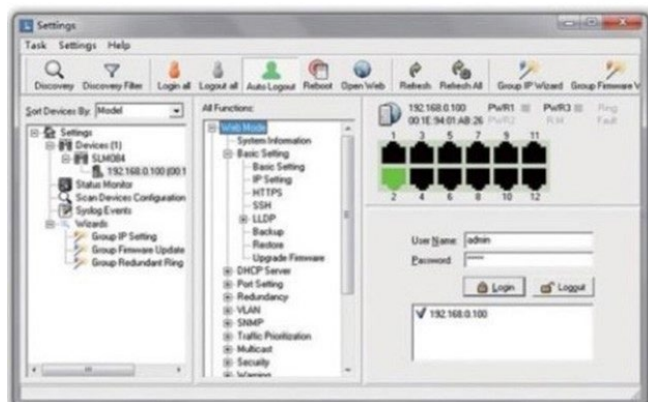 Settings
Task Settings Help
Discovery Discovery Filter Login all Logout all Auto Logout Reboot Open Web Refresh Refresh All Group IP Wizard Group Firmware W
Sort Devices By: Model
Settings
Devices (1)
SLM084
192.168.0.100 (00:1
Status Monitor
Scan Devices Configuration
Syslog Events
Wizards
Group IP Setting
Group Firmware Update
Group Redundant Ring
All Functions:
Web Mode
System Information
Basic Setting
Basic Setting
IP Setting
HTTPS
SSH
LLDP
Backup
Restore
Upgrade Firmware
DHCP Server
Port Setting
Redundancy
VLAN
SNMP
Traffic Prioritization
Multicast
Security
Warning
192.168.0.100 PWR1 PWR3 Ring
00:1E:94:01:AB:26 PWR2 R.M Fault
1 3 5 7 9 11
2 4 6 8 10 12
User Name: admin
Password:
Login Logout
192.168.0.100